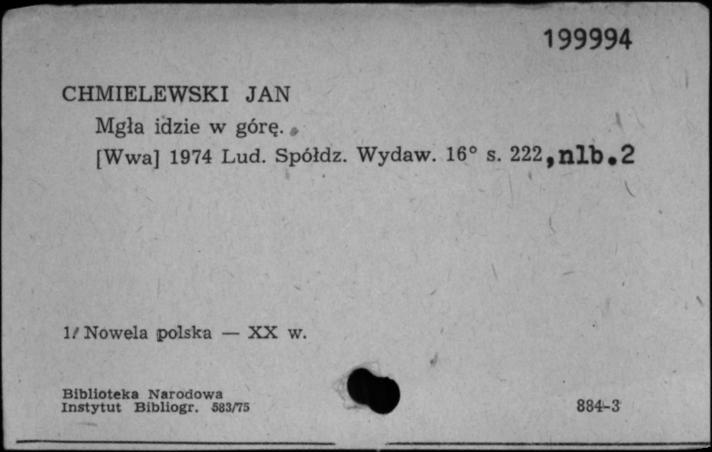 199994
CHMIELEWSKI JAN
Mgła idzie w górę.
[Wwa] 1974 Lud. Spółdz. Wydaw. 16° s. 222,nlb.2
1/ Nowela polska — XX w.
Biblioteka Narodowa
Instytut Bibliogr. 583/75
884-3